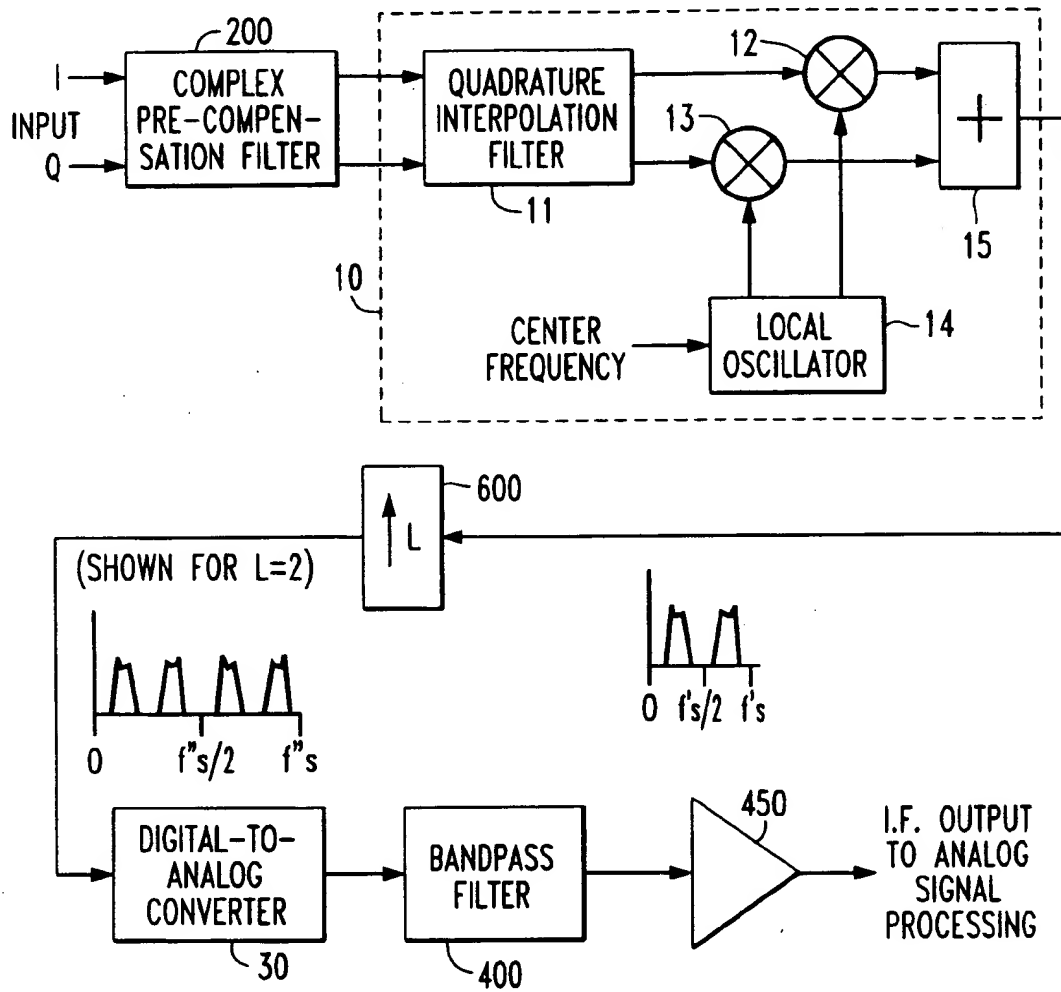 200
I
INPUT
Q
COMPLEX
PRE-COMPEN-
SATION FILTER
QUADRATURE
INTERPOLATION
FILTER
11
12
13
+
15
10
CENTER
FREQUENCY
LOCAL
OSCILLATOR
14
600
L
(SHOWN FOR L=2)
0 f's/2 f's
0 f"s/2 f"s
DIGITAL-TO-
ANALOG
CONVERTER
30
BANDPASS
FILTER
400
450
I.F. OUTPUT
TO ANALOG
SIGNAL
PROCESSING